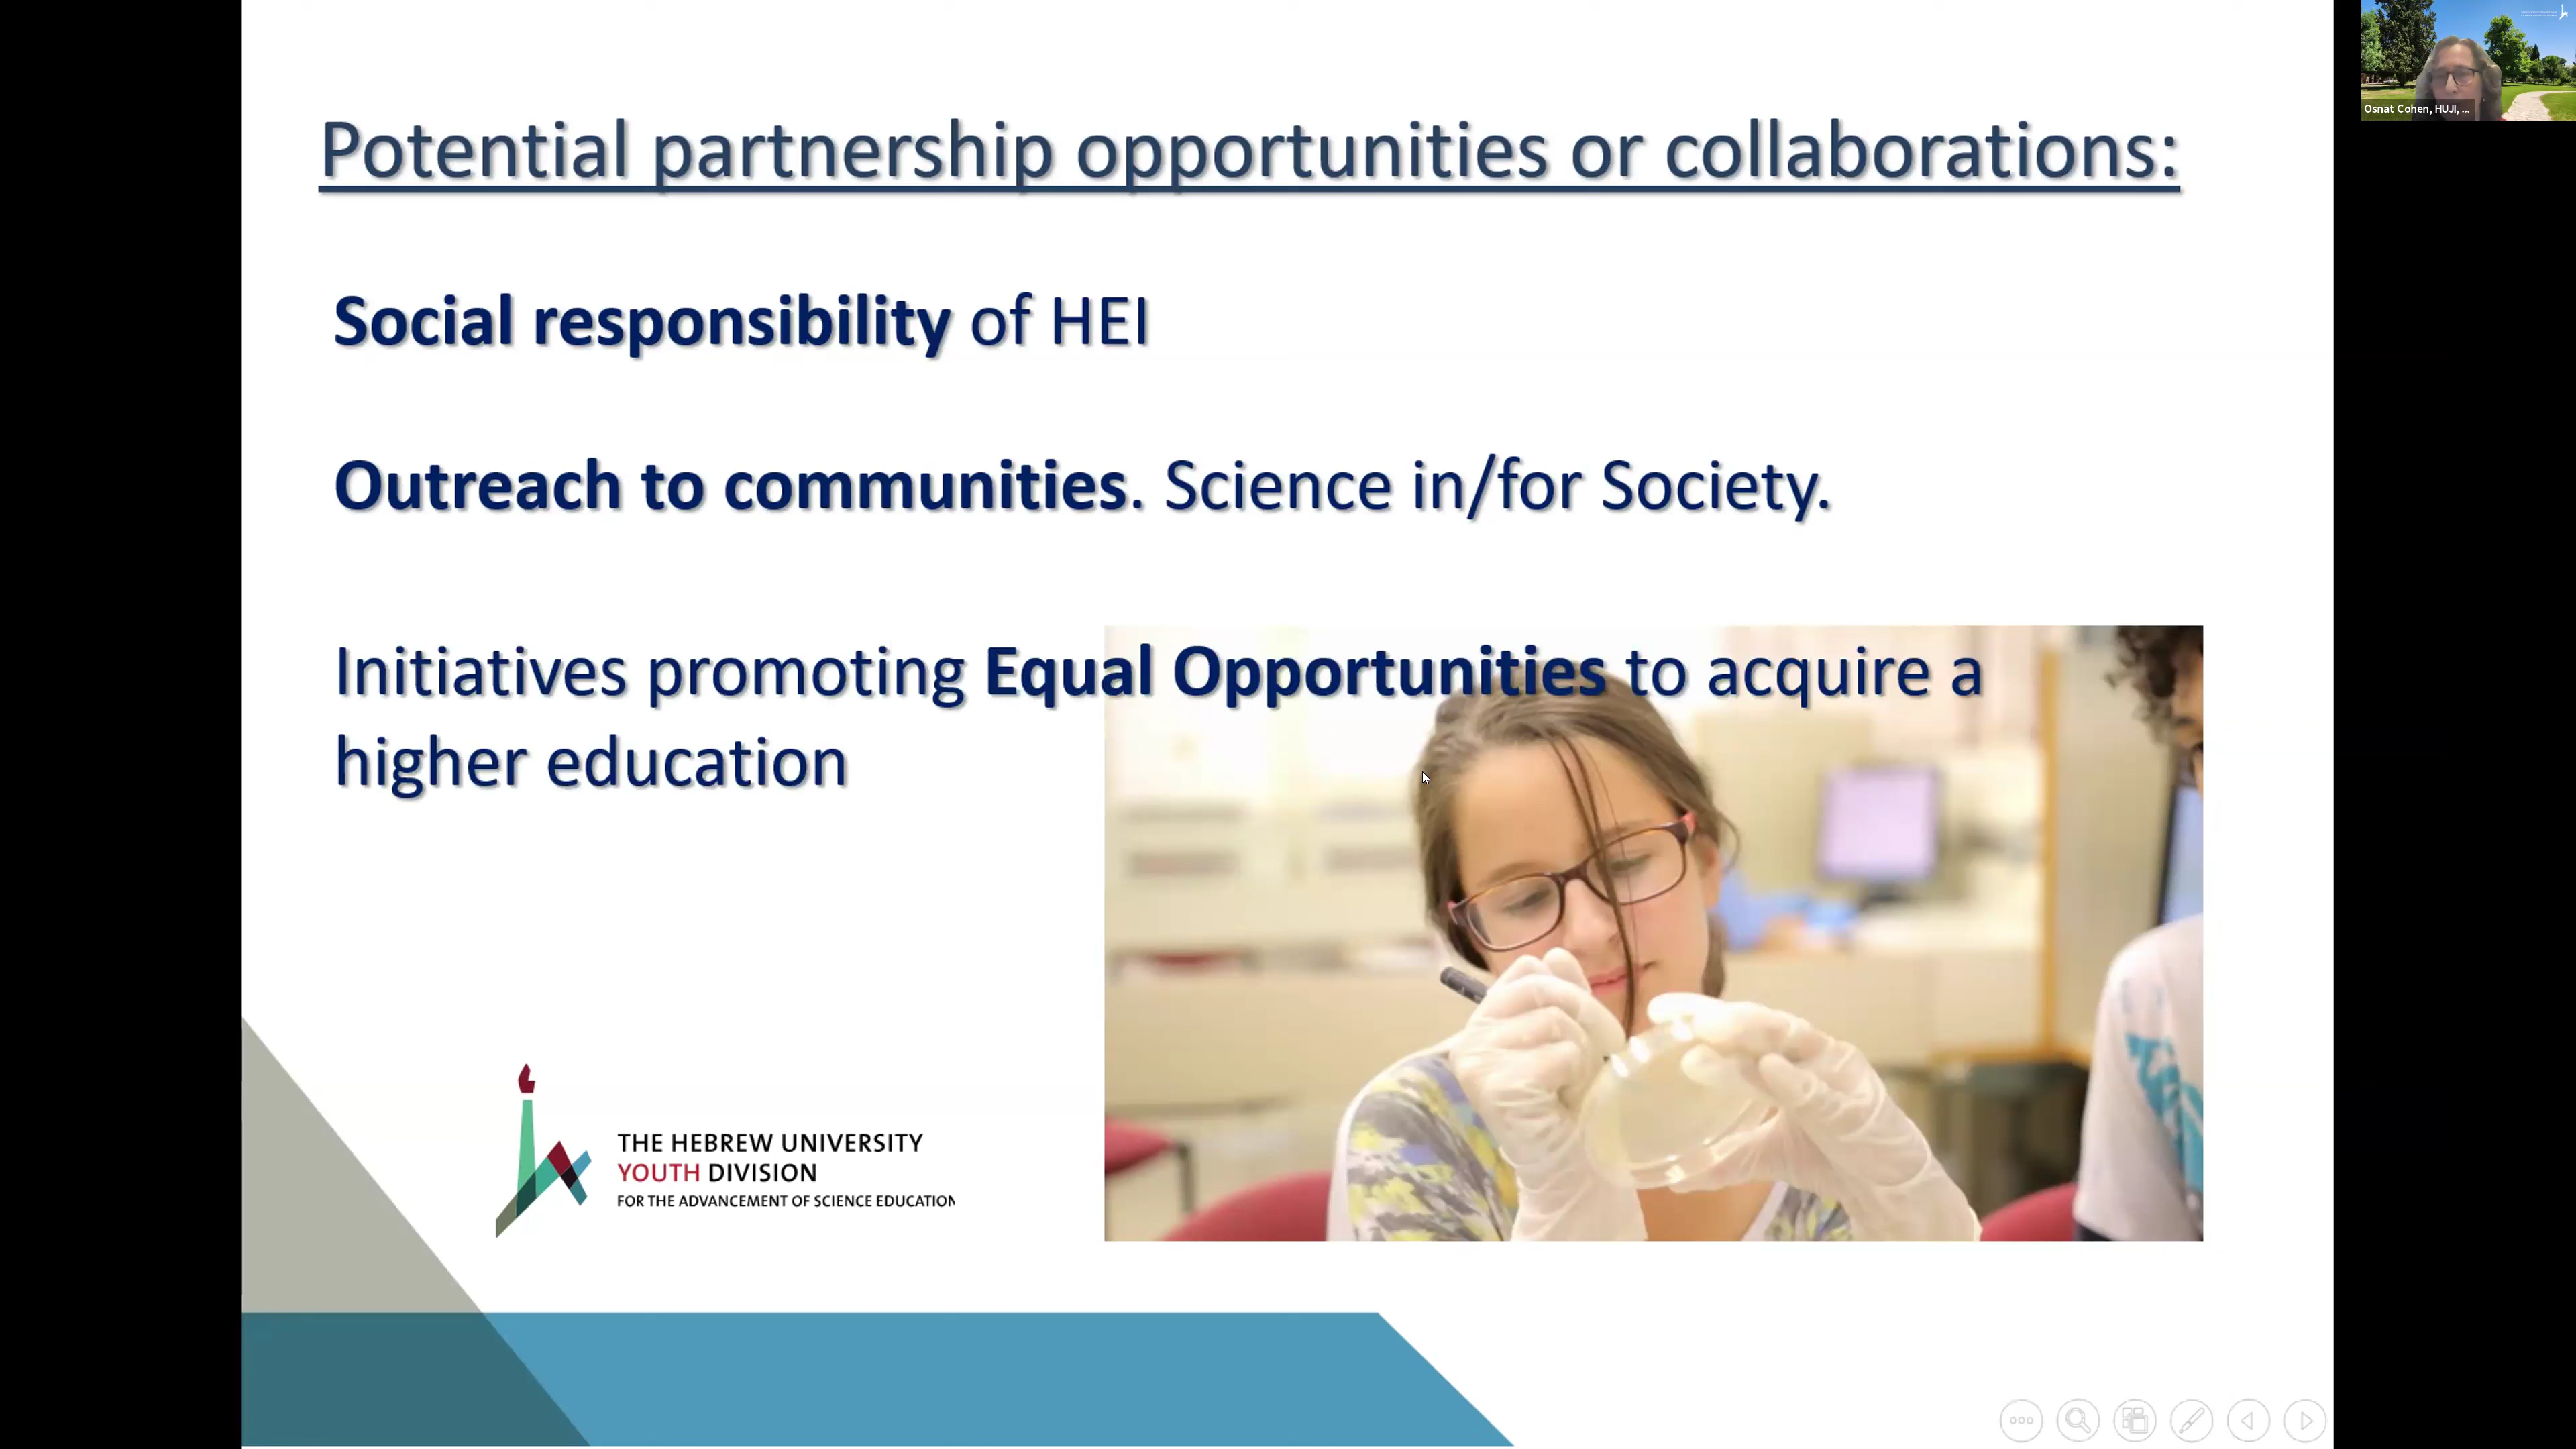 Potential partnership opportunities or collaborations:
Social responsibility of HEI
Outreach to communities. Science in/for Society.
Initiatives promoting Equal Opportunities to acquire a
higher education
THE HEBREW UNIVERSITY
YOUTH DIVISION
FOR THE ADVANCEMENT OF SCIENCE EDUCATION
Osnat Cohen, HUJI, ...